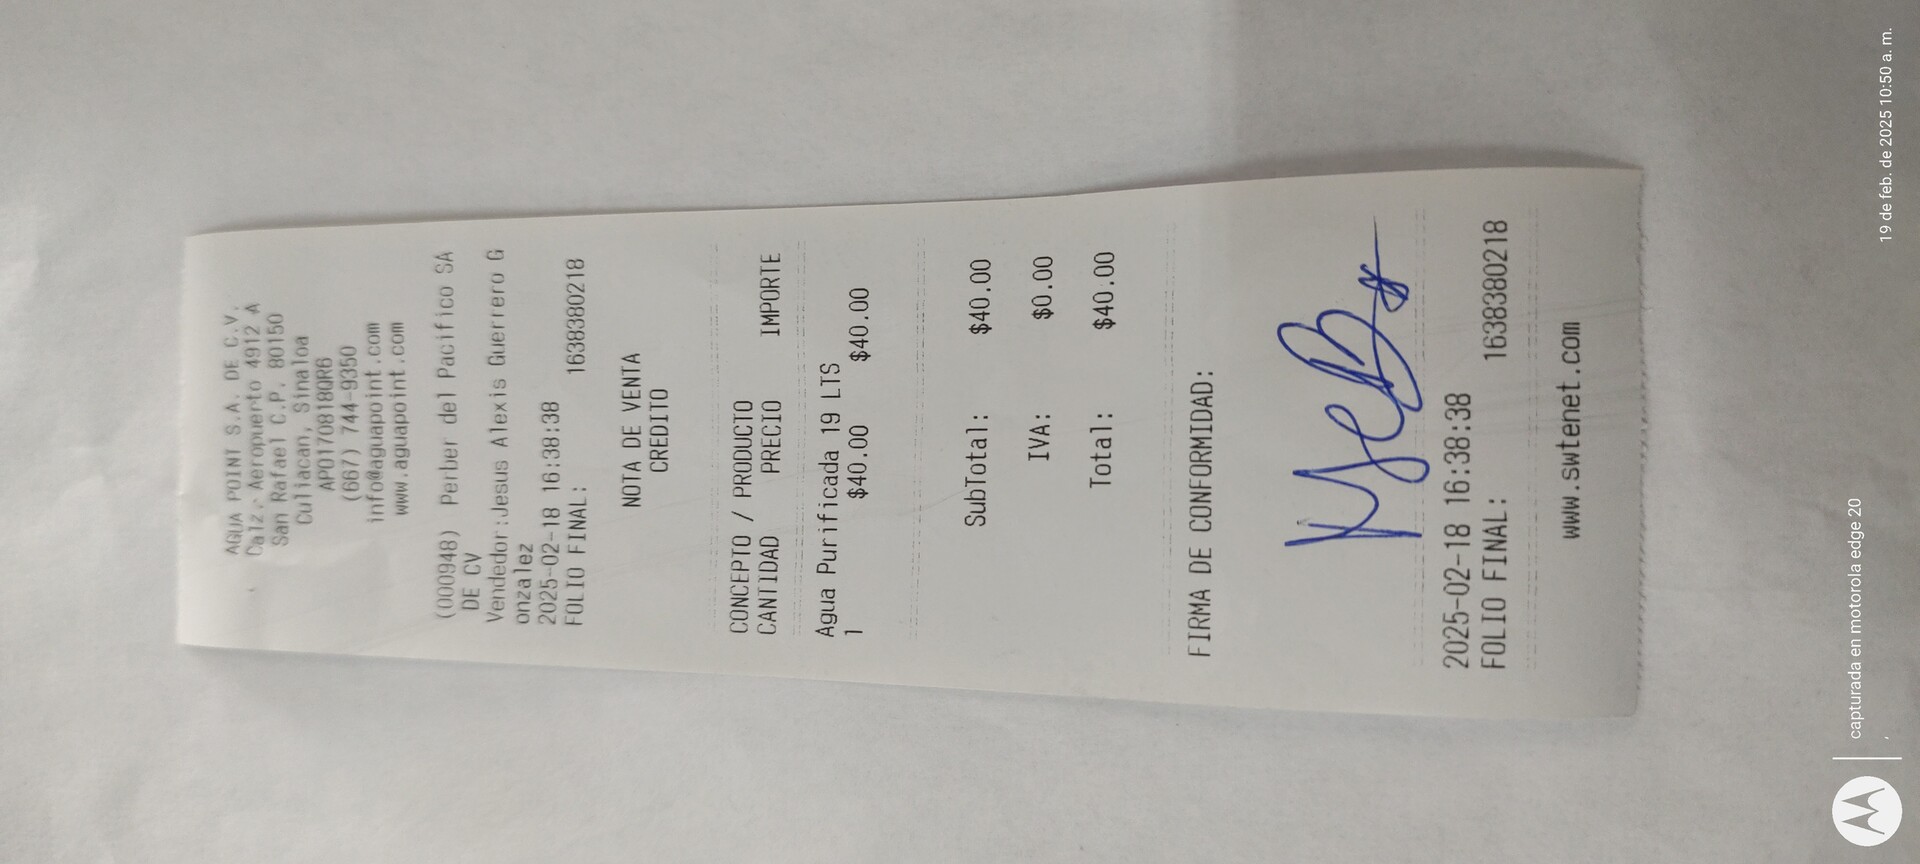 AGUA POINT S.A. DE C.V.
Calz. Aeropuerto 4912 A
San Rafael C.P. 80150
Culiacan, Sinaloa
APO170818QR6
(667) 744-9350
info@aguapoint.com
www.aguapoint.com
(000948) Perber del Pacifico SA
DE CV
Vendedor:Jesus Alexis Guerrero G
onzalez
2025-02-18 16:38:38
FOLIO FINAL: 1638380218
NOTA DE VENTA
CREDITO
CONCEPTO / PRODUCTO
CANTIDAD PRECIO IMPORTE
Agua Purificada 19 LTS
1 $40.00 $40.00
SubTotal: $40.00
IVA: $0.00
Total: $40.00
FIRMA DE CONFORMIDAD:
2025-02-18 16:38:38
FOLIO FINAL: 1638380218
www.swtenet.com
capturada en motorola edge 20
19 de feb. de 2025 10:50 a. m.